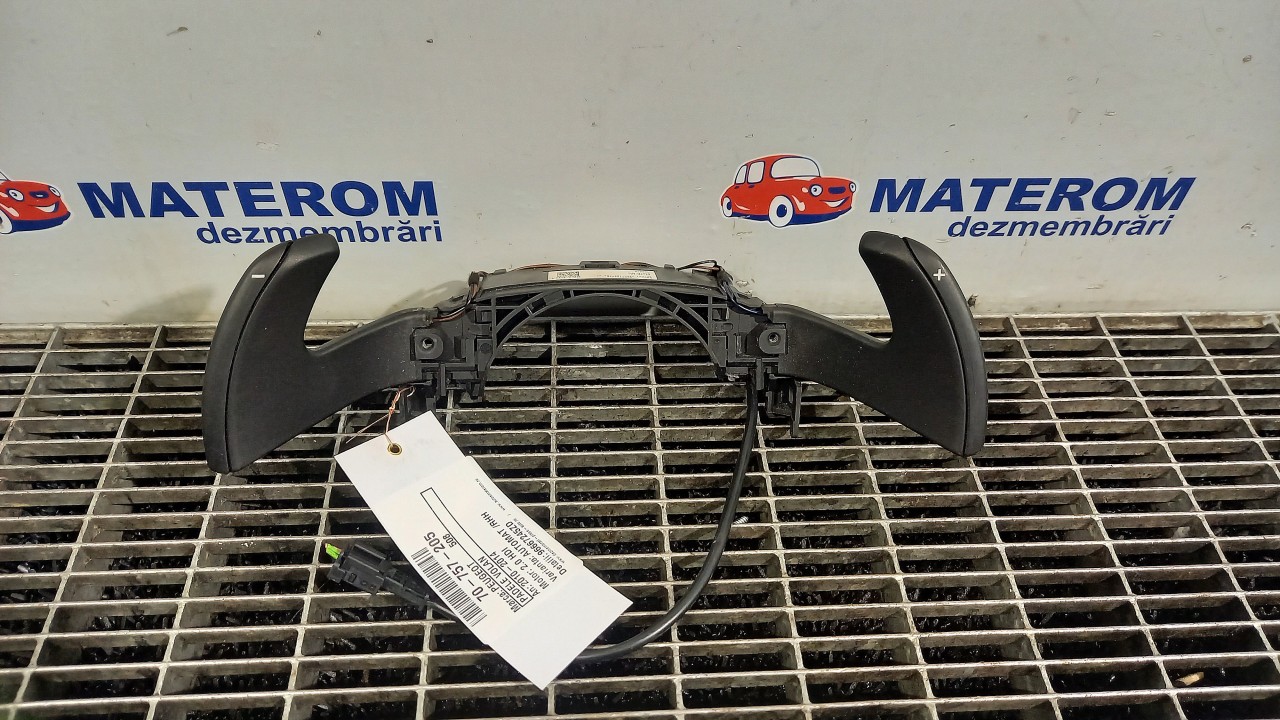 MATEROM
dezmembrări
MATEROM
dezmembrări
-
+
70 - 757 / 205
508
Marca: PEUGEOT
[PADELE VOLAN]
An: 2010 - 2014
Motor: 2.0 HDI
Varianta: AUTOMAT / RHH
Detalii: